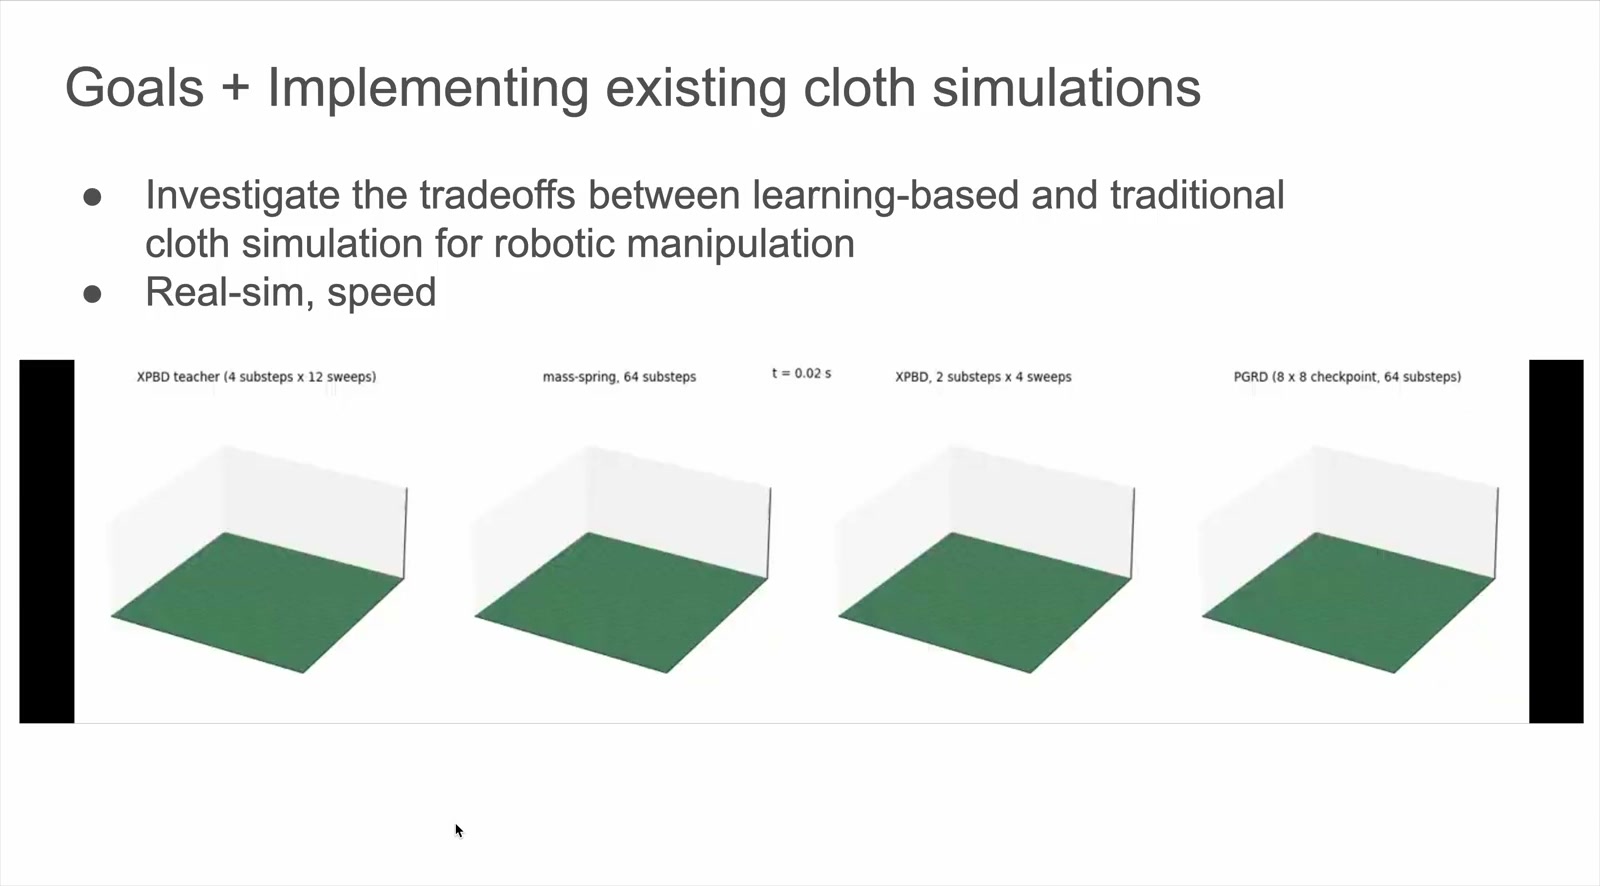 Goals + Implementing existing cloth simulations
● Investigate the tradeoffs between learning-based and traditional
cloth simulation for robotic manipulation
● Real-sim, speed
XPBD teacher (4 substeps x 12 sweeps)
mass-spring, 64 substeps
t = 0.02 s
XPBD, 2 substeps x 4 sweeps
PGRD (8 x 8 checkpoint, 64 substeps)